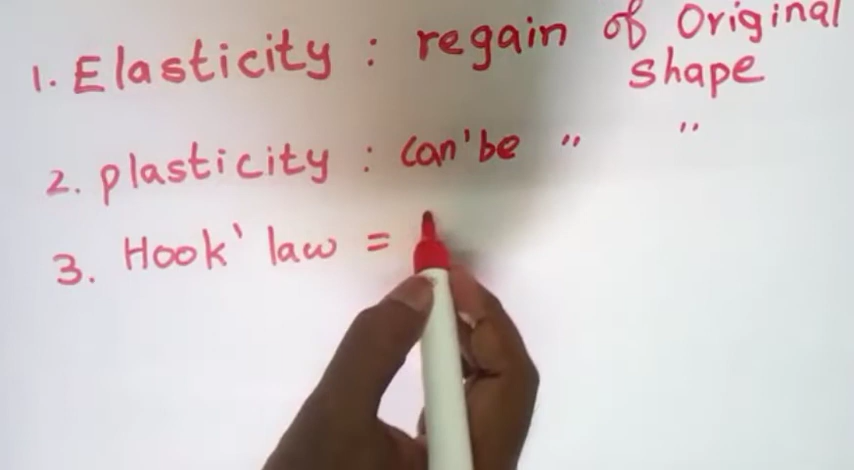 1. Elasticity : regain of Original
shape
2. plasticity : can'be " "
3. Hook' law =